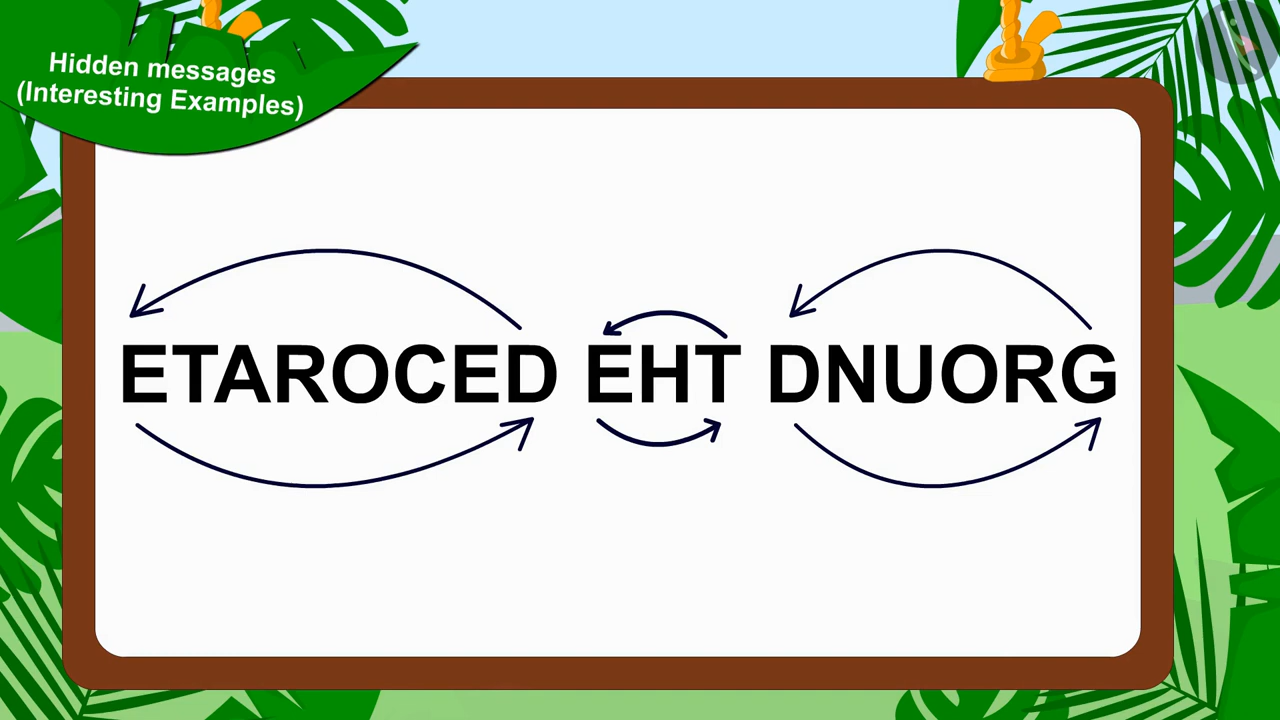 Hidden messages
(Interesting Examples)
ETAROCED EHT DNUORG